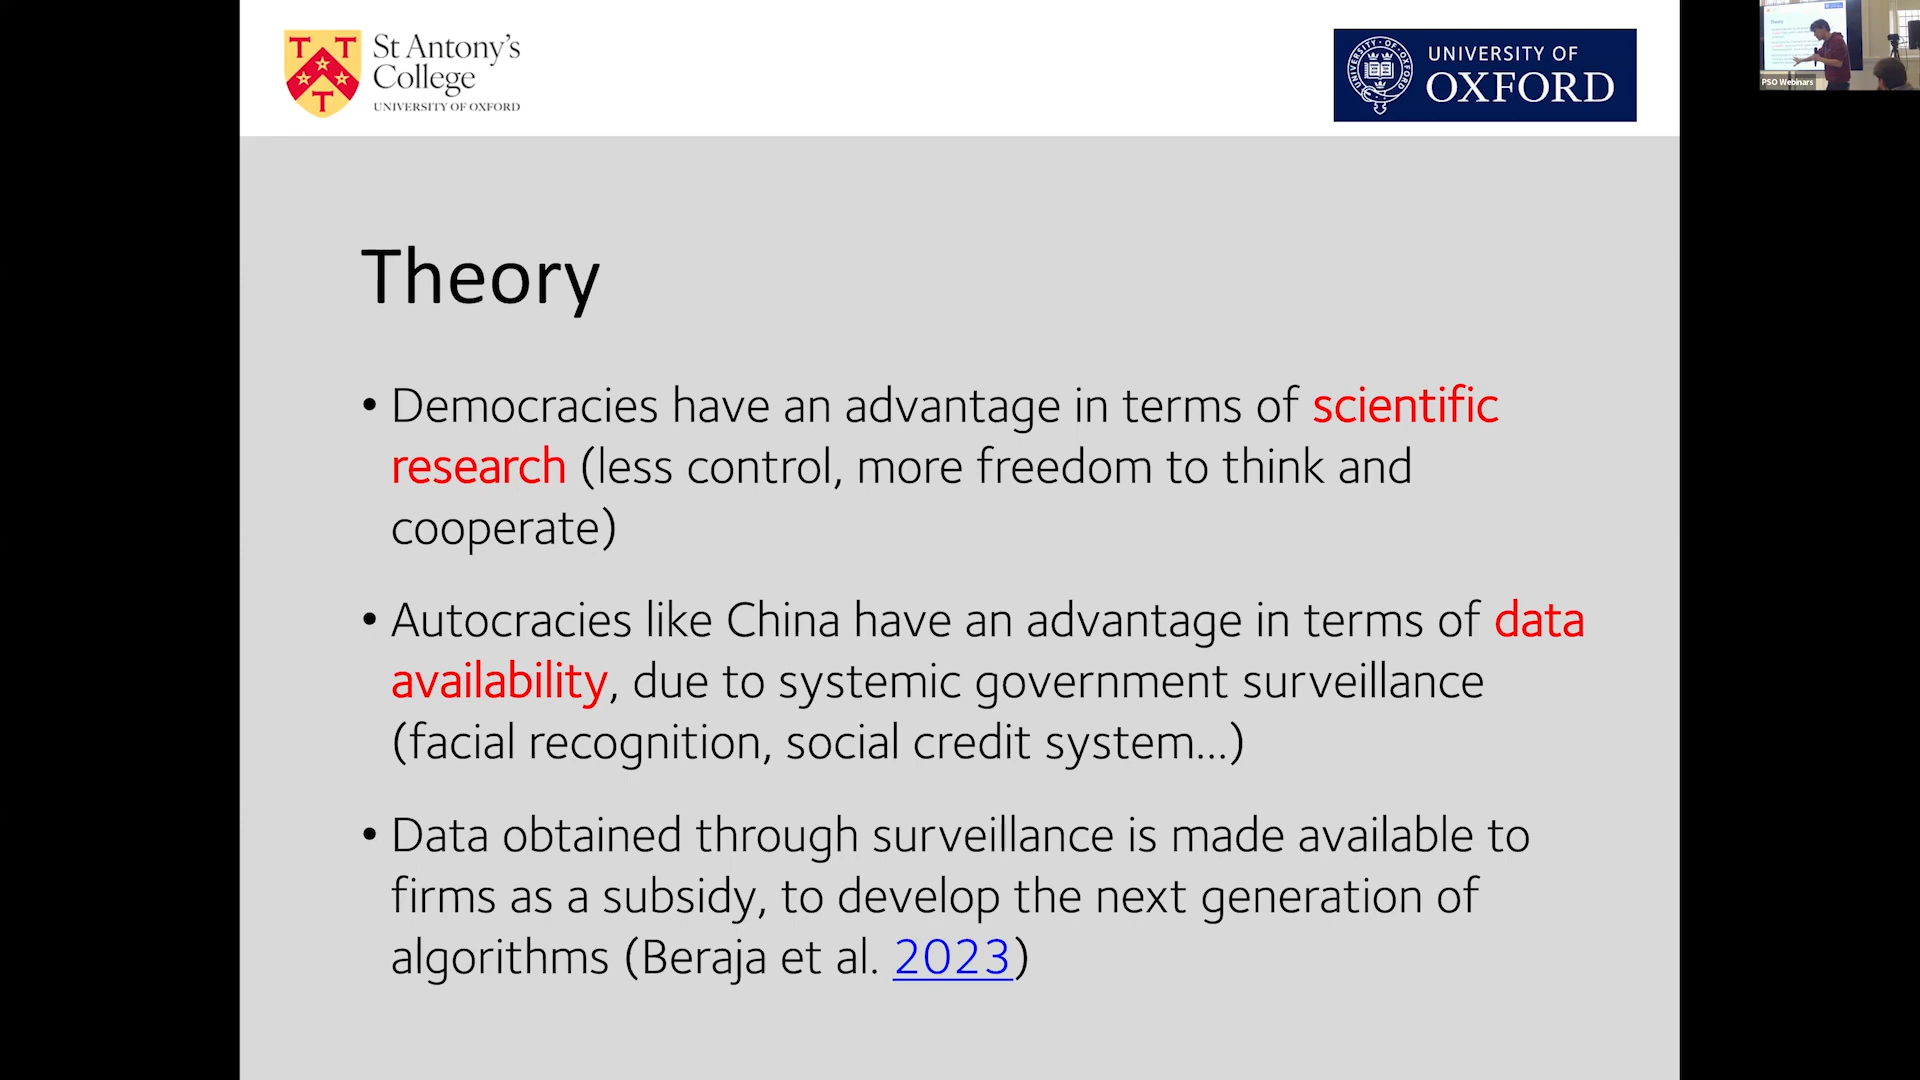 St Antony's
College
UNIVERSITY OF OXFORD
UNIVERSITY OF
OXFORD
Theory
• Democracies have an advantage in terms of scientific
research (less control, more freedom to think and
cooperate)
• Autocracies like China have an advantage in terms of data
availability, due to systemic government surveillance
(facial recognition, social credit system...)
• Data obtained through surveillance is made available to
firms as a subsidy, to develop the next generation of
algorithms (Beraja et al. 2023)
PSO Webinars